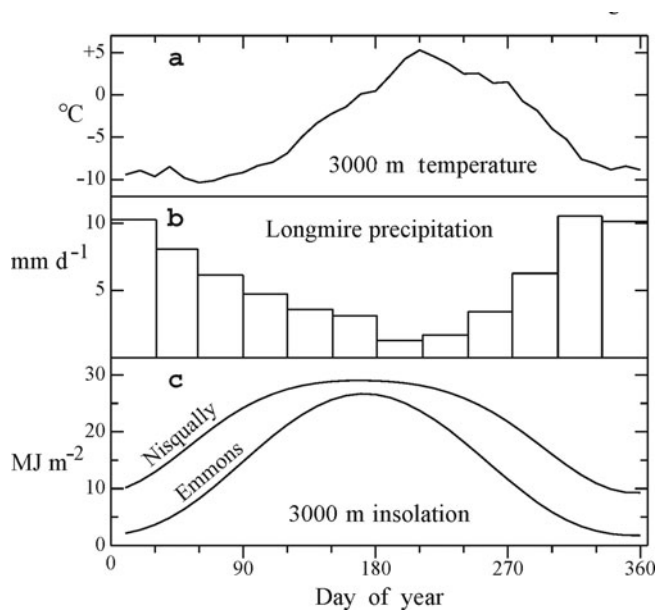 a
+5
0
°C
-5
3000 m temperature
-10
b
10
Longmire precipitation
mm d⁻¹
5
c
30
Nisqually
20
MJ m⁻²
Emmons
10
3000 m insolation
0
0 90 180 270 360
Day of year